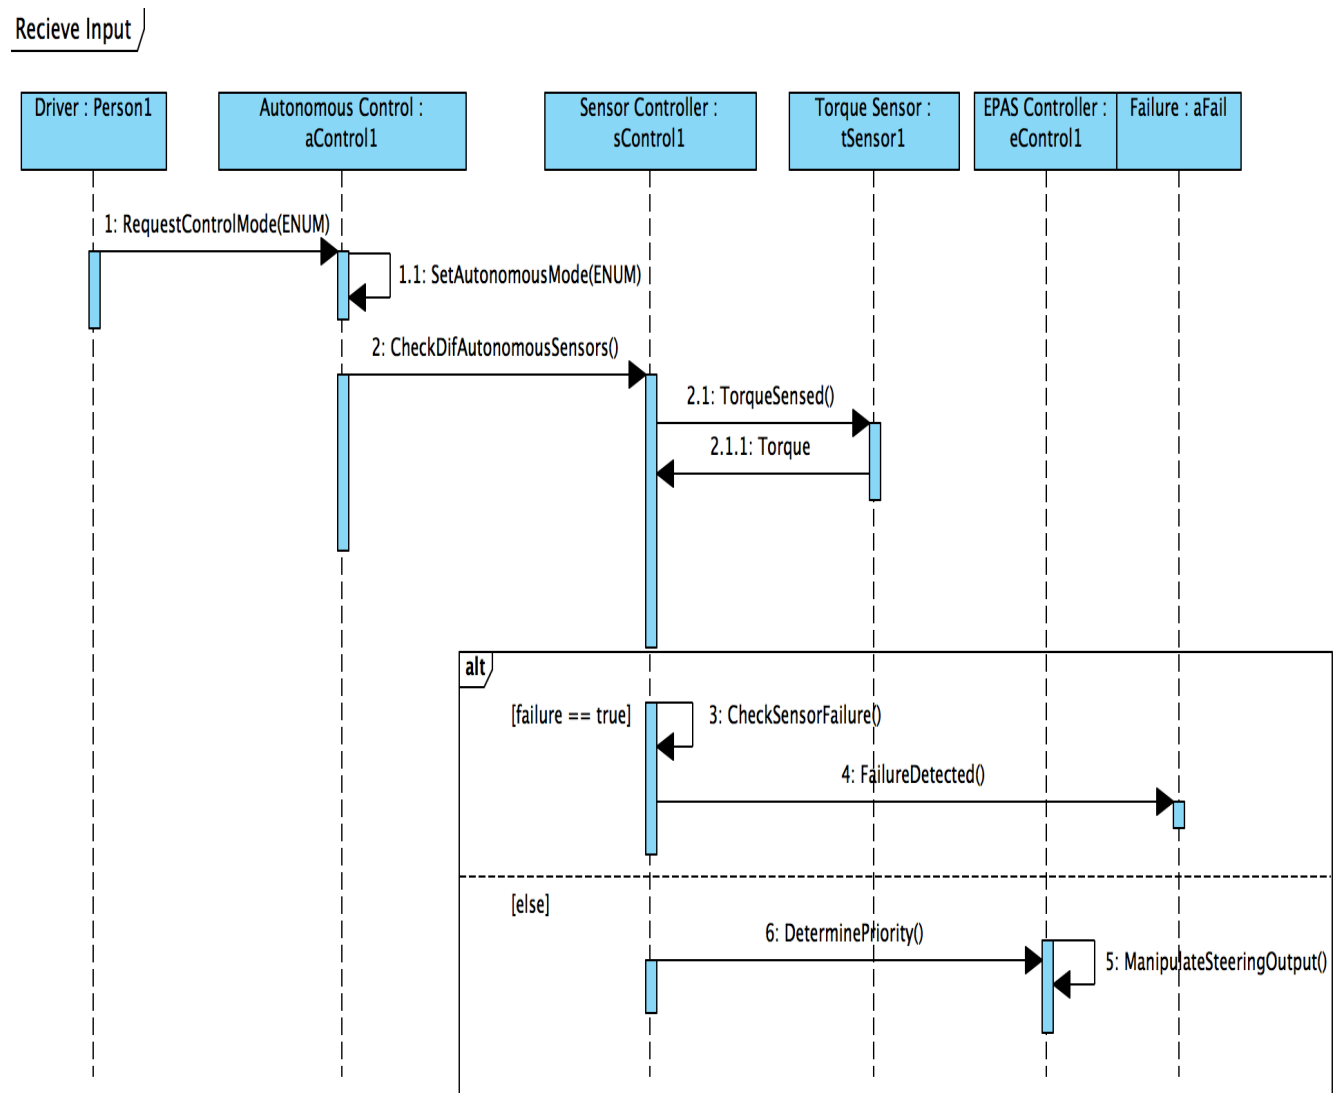 Recieve Input
Driver : Person1
Autonomous Control :
aControl1
Sensor Controller :
sControl1
Torque Sensor :
tSensor1
EPAS Controller :
eControl1
Failure : aFail
1: RequestControlMode(ENUM)
1.1: SetAutonomousMode(ENUM)
2: CheckDifAutonomousSensors()
2.1: TorqueSensed()
2.1.1: Torque
alt
[failure == true]
3: CheckSensorFailure()
4: FailureDetected()
[else]
6: DeterminePriority()
5: ManipulateSteeringOutput()